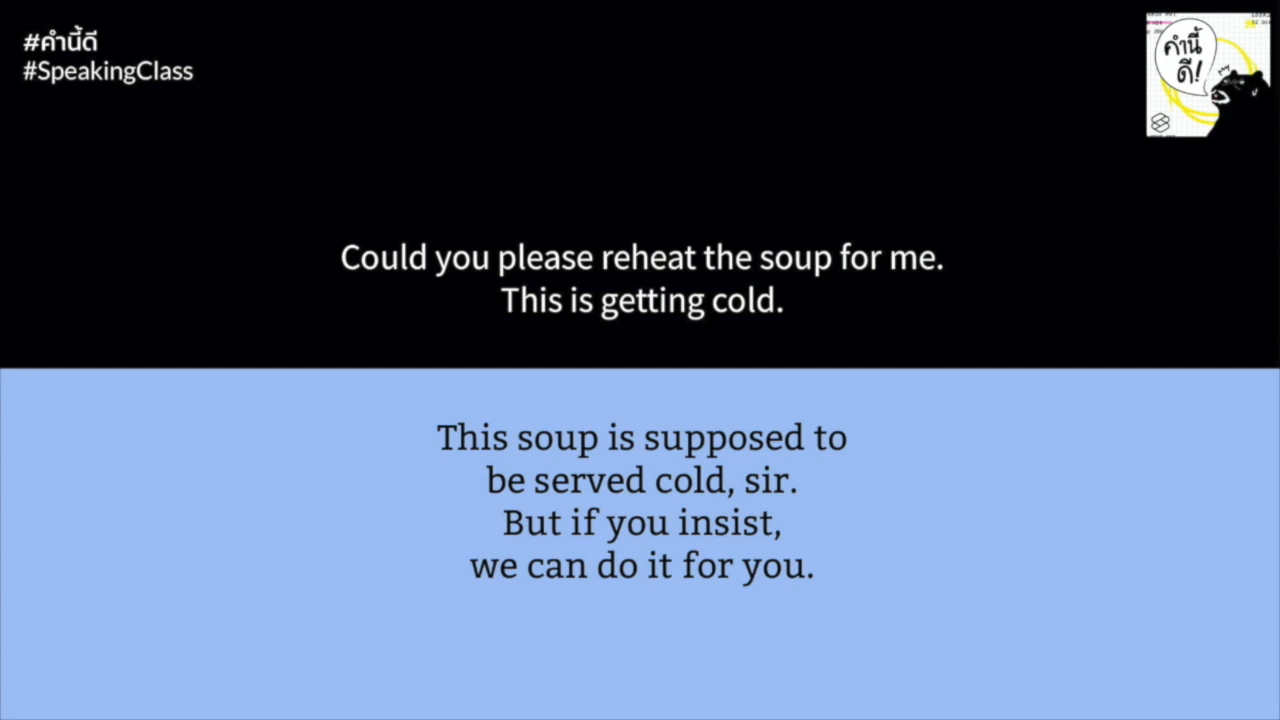 #คำนี้ดี
#SpeakingClass
คำนี้
ดี!
Could you please reheat the soup for me.
This is getting cold.
This soup is supposed to
be served cold, sir.
But if you insist,
we can do it for you.